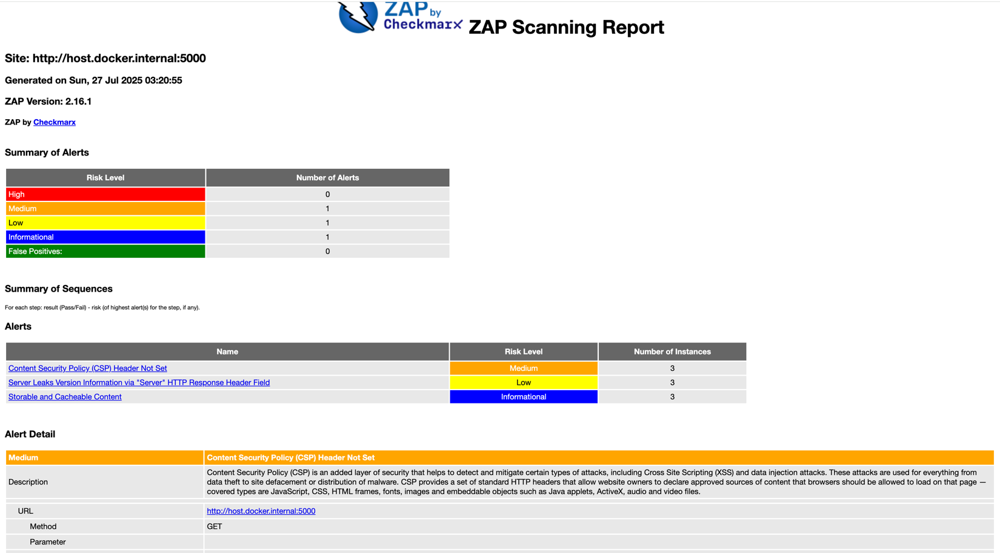 ZAP by
Checkmarx ZAP Scanning Report
Site: http://host.docker.internal:5000
Generated on Sun, 27 Jul 2025 03:20:55
ZAP Version: 2.16.1
ZAP by Checkmarx
Summary of Alerts
Risk Level Number of Alerts
High 0
Medium 1
Low 1
Informational 1
False Positives: 0
Summary of Sequences
For each step: result (Pass/Fail) - risk (of highest alert(s) for the step, if any).
Alerts
Name Risk Level Number of Instances
Content Security Policy (CSP) Header Not Set Medium 3
Server Leaks Version Information via "Server" HTTP Response Header Field Low 3
Storable and Cacheable Content Informational 3
Alert Detail
Medium Content Security Policy (CSP) Header Not Set
Description Content Security Policy (CSP) is an added layer of security that helps to detect and mitigate certain types of attacks, including Cross Site Scripting (XSS) and data injection attacks. These attacks are used for everything from
data theft to site defacement or distribution of malware. CSP provides a set of standard HTTP headers that allow website owners to declare approved sources of content that browsers should be allowed to load on that page —
covered types are JavaScript, CSS, HTML frames, fonts, images and embeddable objects such as Java applets, ActiveX, audio and video files.
URL http://host.docker.internal:5000
Method GET
Parameter